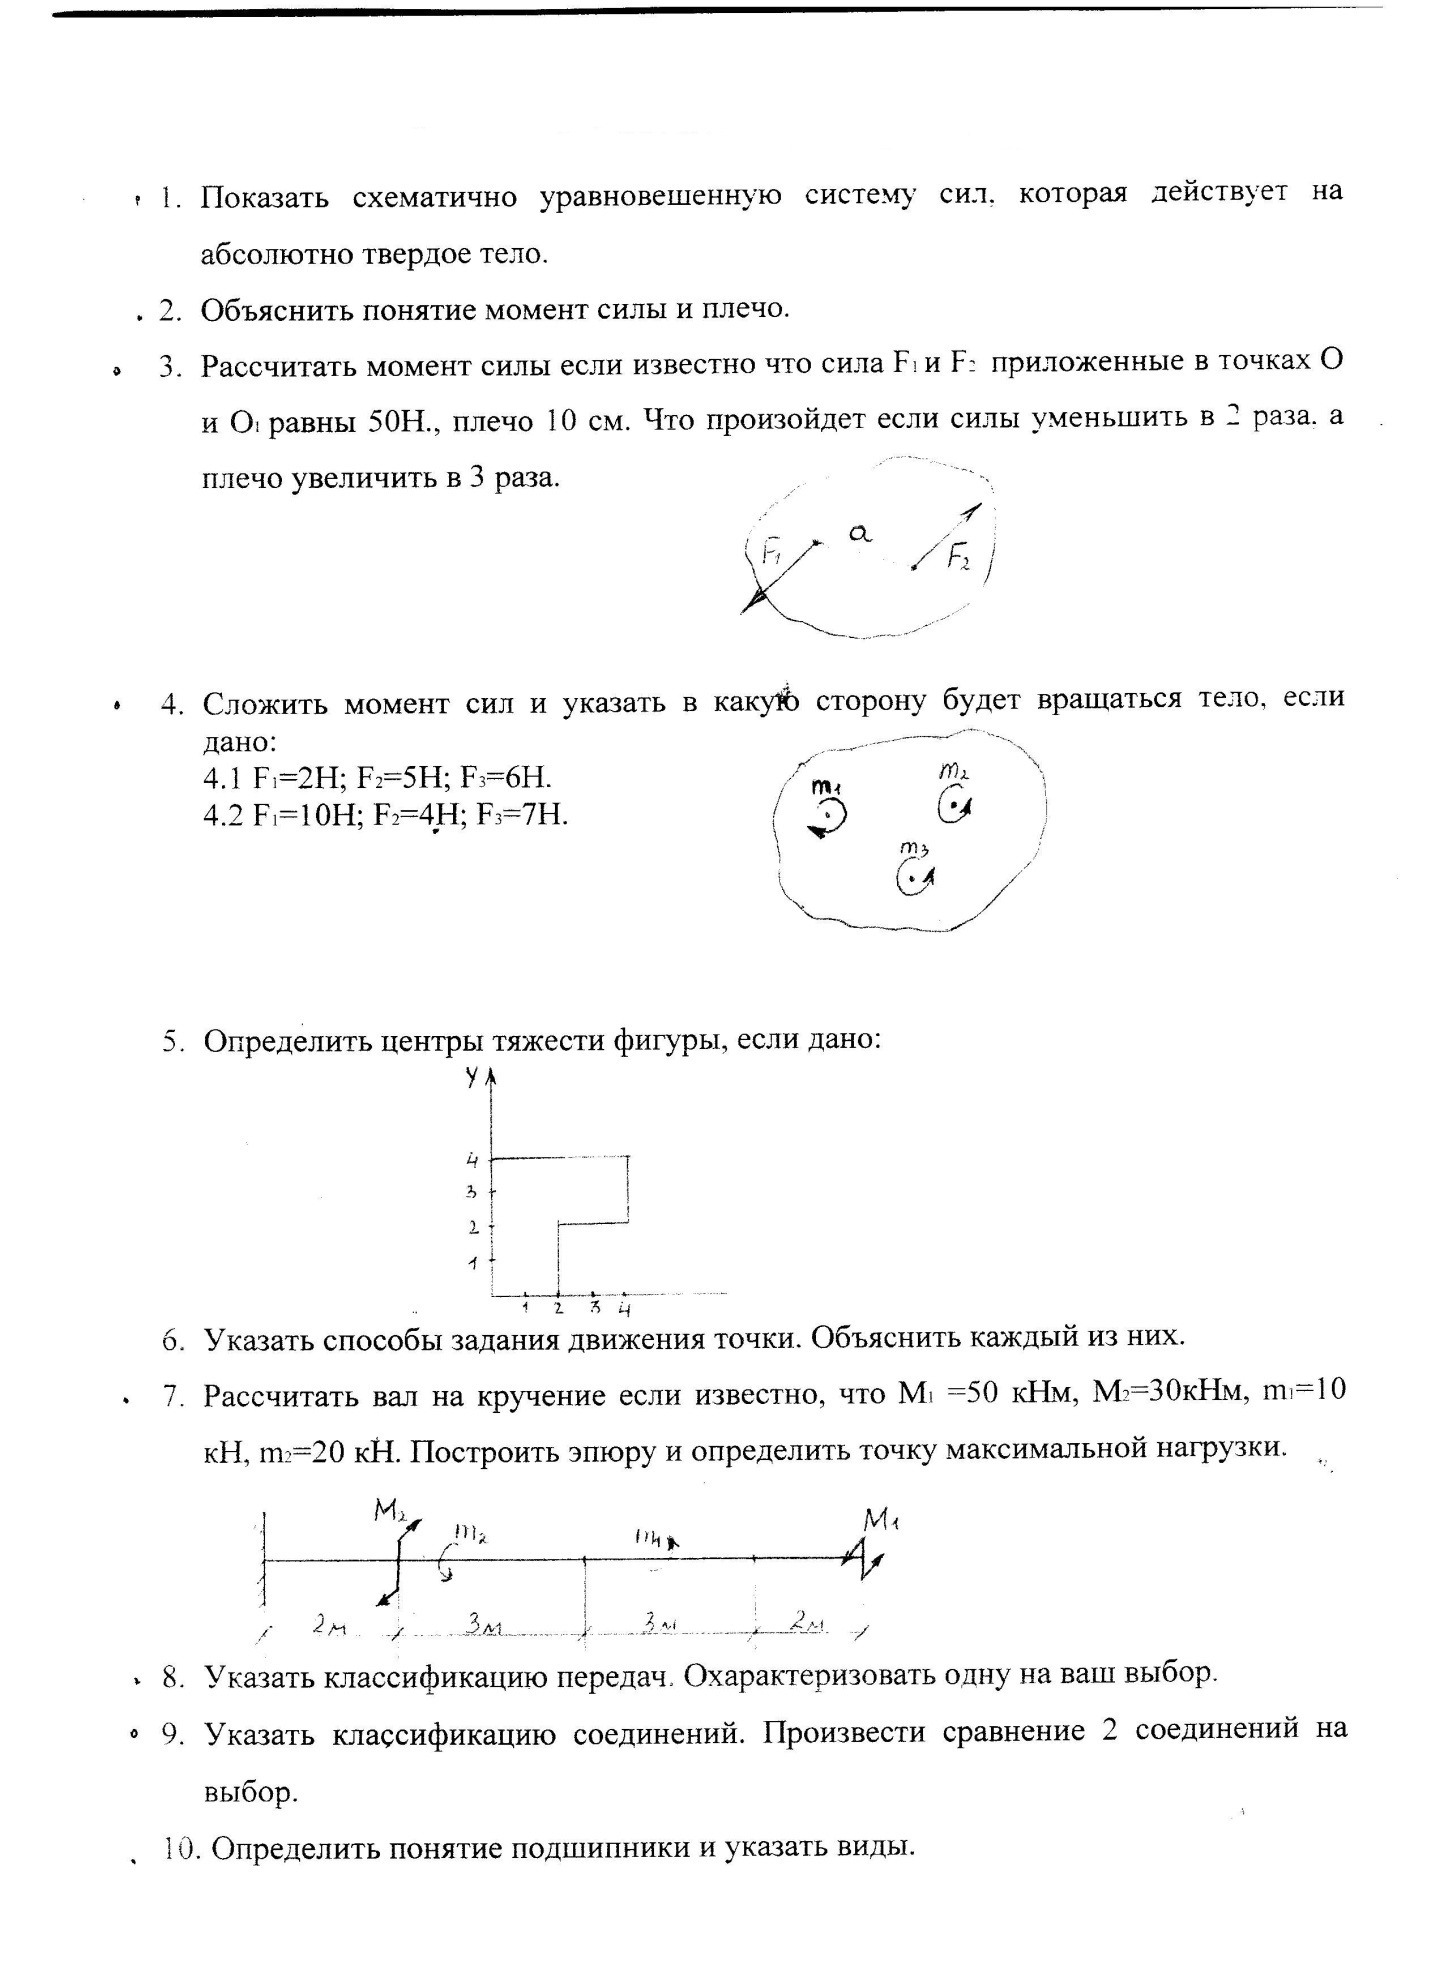 1. Показать схематично уравновешенную систему сил, которая действует на
абсолютно твердое тело.
2. Объяснить понятие момент силы и плечо.
3. Рассчитать момент силы если известно что сила F₁ и F₂ приложенные в точках О
и О₁ равны 50Н., плечо 10 см. Что произойдет если силы уменьшить в 2 раза, а
плечо увеличить в 3 раза.
a
F₁
F₂
4. Сложить момент сил и указать в какую сторону будет вращаться тело, если
дано:
4.1 F₁=2Н; F₂=5Н; F₃=6Н.
4.2 F₁=10Н; F₂=4Н; F₃=7Н.
m₁
m₂
m₃
5. Определить центры тяжести фигуры, если дано:
У
4
3
2
1
1 2 3 4
6. Указать способы задания движения точки. Объяснить каждый из них.
7. Рассчитать вал на кручение если известно, что М₁ =50 кНм, М₂=30кНм, m₁=10
кН, m₂=20 кН. Построить эпюру и определить точку максимальной нагрузки.
М₂ m₂ М₁
2м 3м 3м 2м
8. Указать классификацию передач. Охарактеризовать одну на ваш выбор.
9. Указать классификацию соединений. Произвести сравнение 2 соединений на
выбор.
10. Определить понятие подшипники и указать виды.